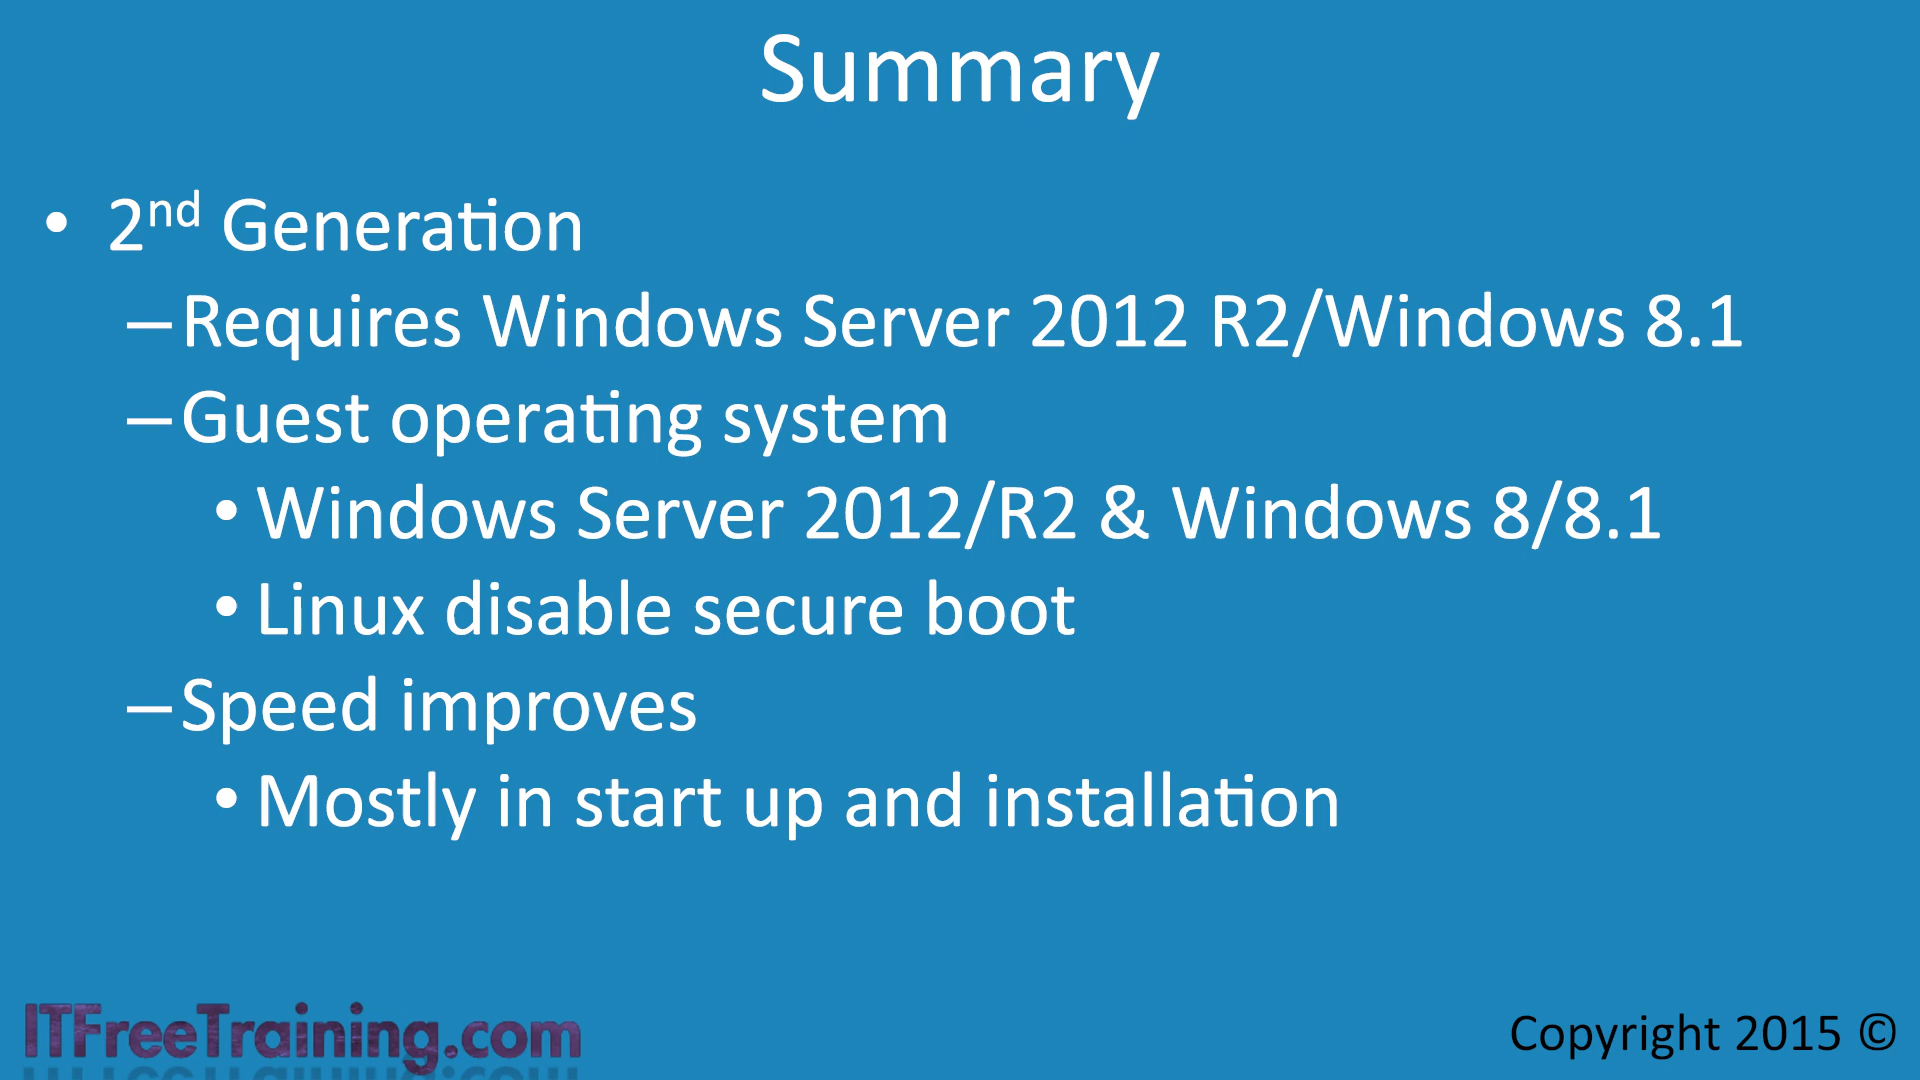 Summary
• 2nd Generation
–Requires Windows Server 2012 R2/Windows 8.1
–Guest operating system
• Windows Server 2012/R2 & Windows 8/8.1
• Linux disable secure boot
–Speed improves
• Mostly in start up and installation
ITFreeTraining.com
Copyright 2015 ©